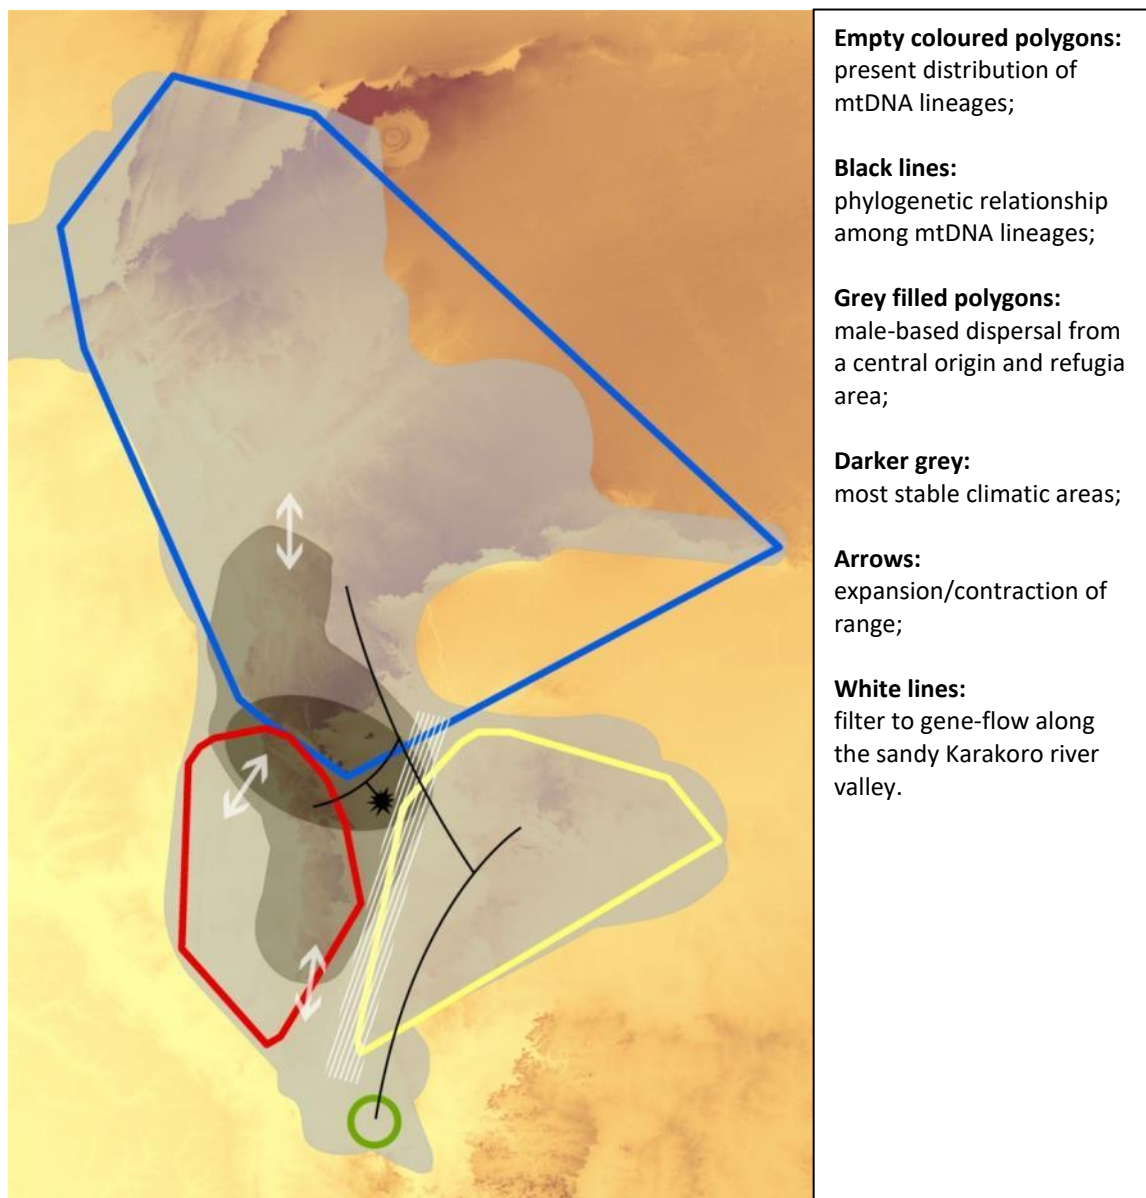 Empty coloured polygons:
present distribution of
mtDNA lineages;
Black lines:
phylogenetic relationship
among mtDNA lineages;
Grey filled polygons:
male-based dispersal from
a central origin and refugia
area;
Darker grey:
most stable climatic areas;
Arrows:
expansion/contraction of
range;
White lines:
filter to gene-flow along
the sandy Karakoro river
valley.